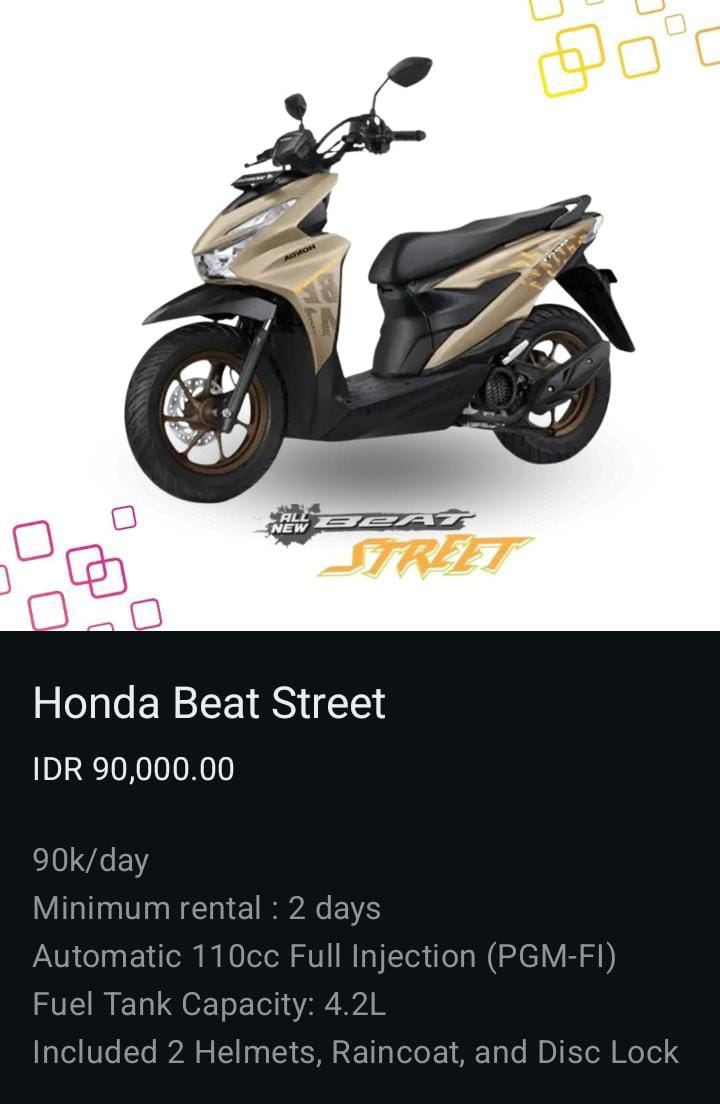 HONDA
ALL NEW BeAT
STREET
Honda Beat Street
IDR 90,000.00
90k/day
Minimum rental : 2 days
Automatic 110cc Full Injection (PGM-FI)
Fuel Tank Capacity: 4.2L
Included 2 Helmets, Raincoat, and Disc Lock